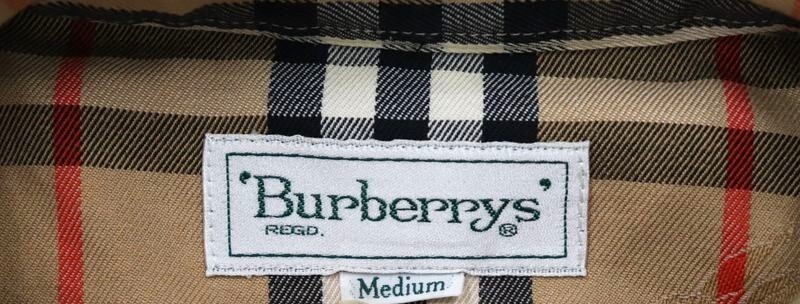 'Burberrys'
REGD. ®
Medium